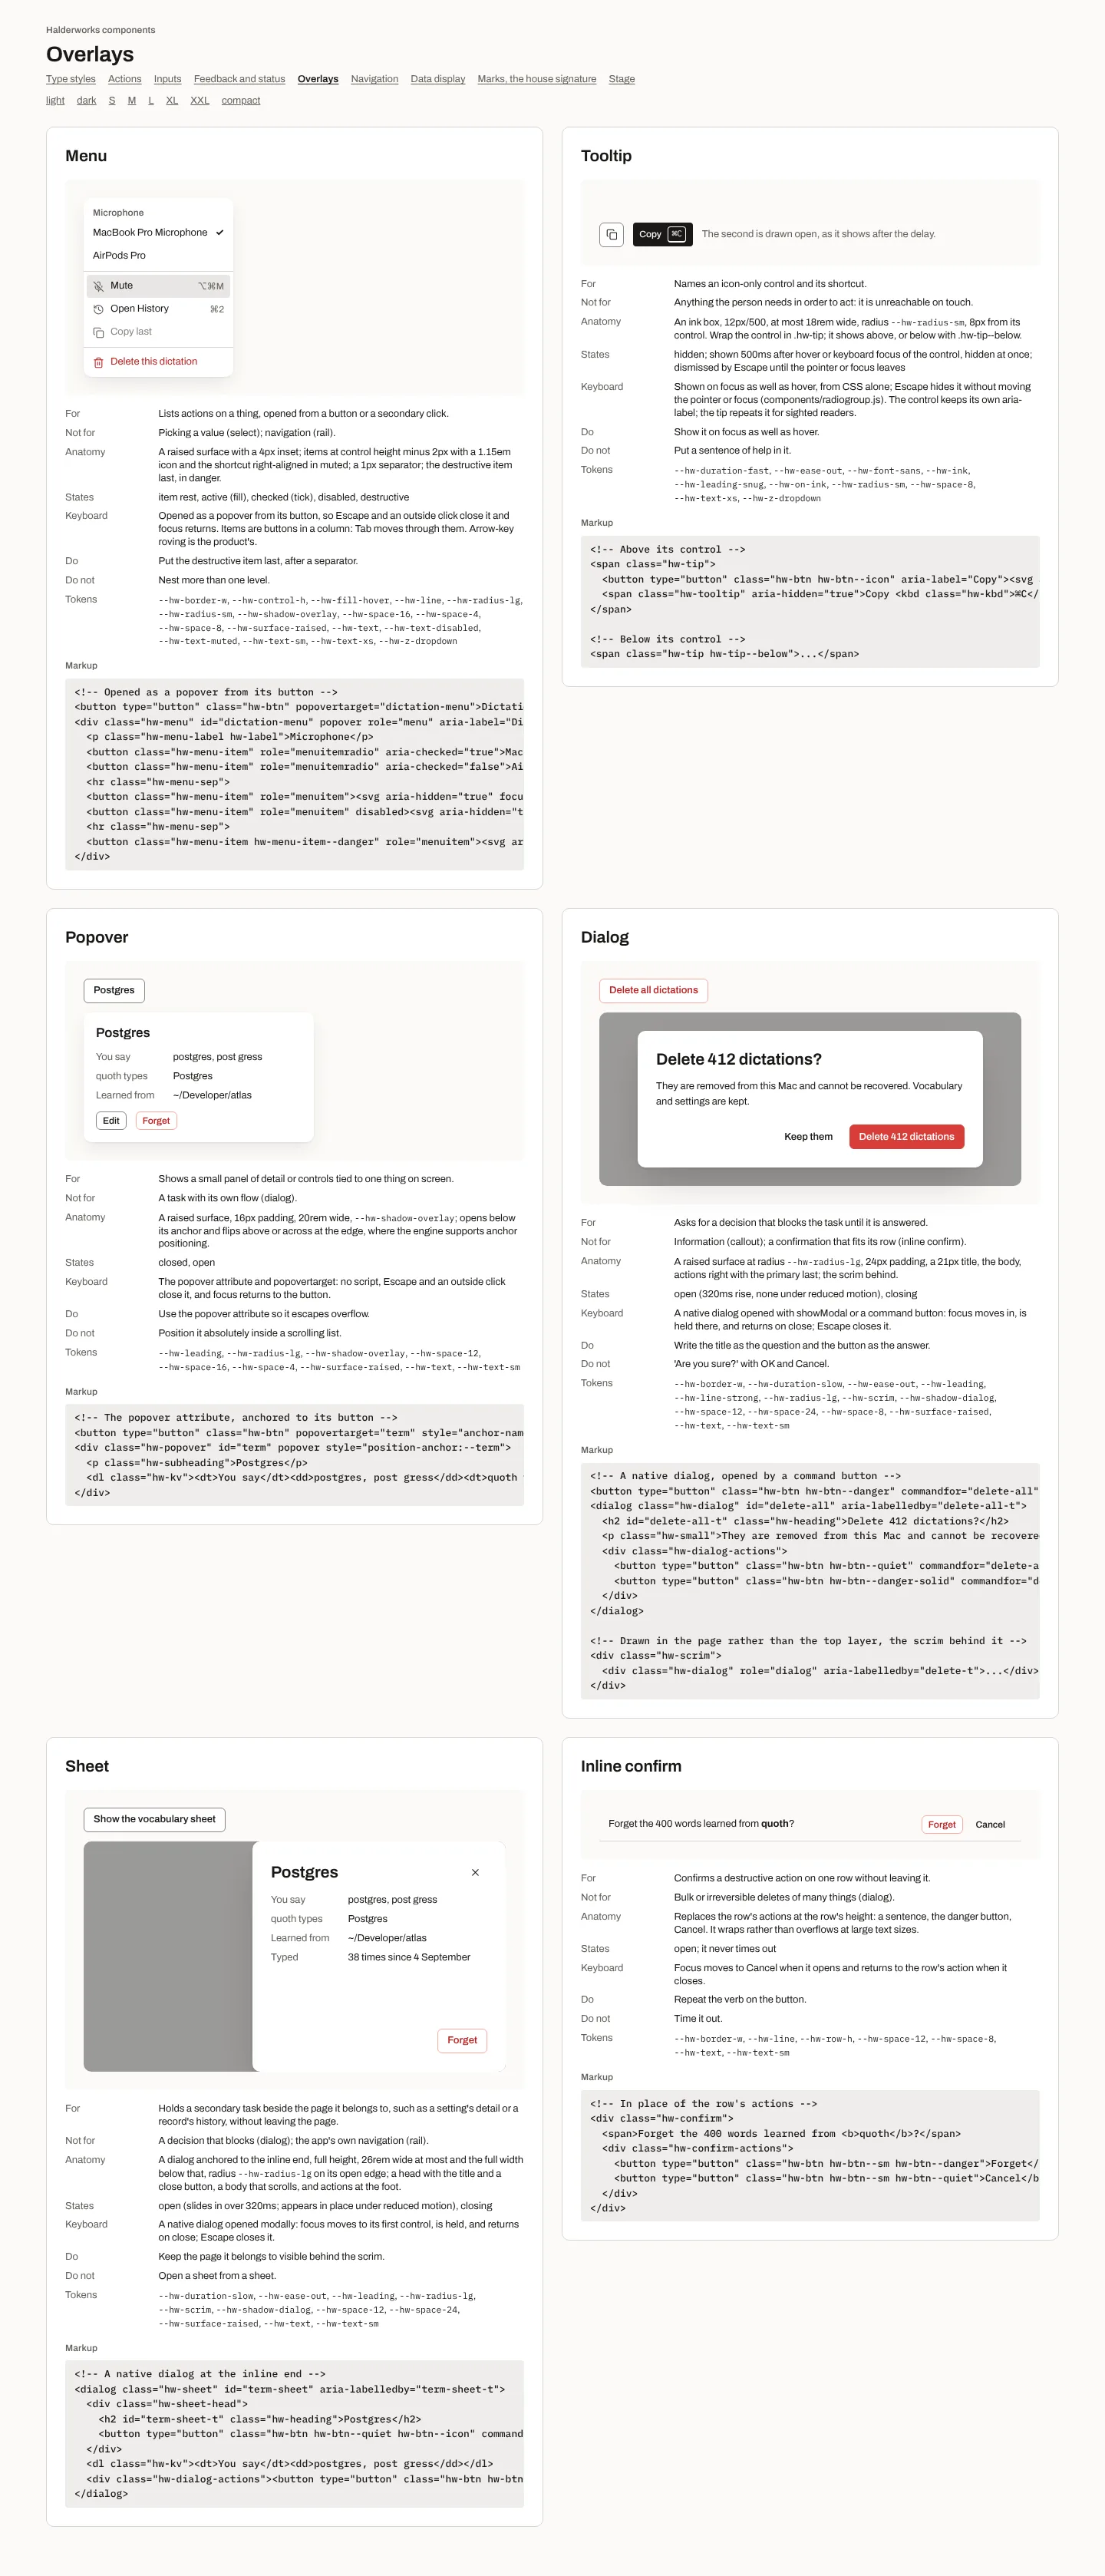 Halderworks components
Overlays
Type styles Actions Inputs Feedback and status Overlays Navigation Data display Marks, the house signature Stage
light dark S M L XL XXL compact
Menu
Microphone
MacBook Pro Microphone
AirPods Pro
Mute ⌥⌘M
Open History ⌘2
Copy last
Delete this dictation
For Lists actions on a thing, opened from a button or a secondary click.
Not for Picking a value (select); navigation (rail).
Anatomy A raised surface with a 4px inset; items at control height minus 2px with a 1.15em
icon and the shortcut right-aligned in muted; a 1px separator; the destructive item
last, in danger.
States item rest, active (fill), checked (tick), disabled, destructive
Keyboard Opened as a popover from its button, so Escape and an outside click close it and
focus returns. Items are buttons in a column: Tab moves through them. Arrow-key
roving is the product's.
Do Put the destructive item last, after a separator.
Do not Nest more than one level.
Tokens --hw-border-w, --hw-control-h, --hw-fill-hover, --hw-line, --hw-radius-lg,
--hw-radius-sm, --hw-shadow-overlay, --hw-space-16, --hw-space-4,
--hw-space-8, --hw-surface-raised, --hw-text, --hw-text-disabled,
--hw-text-muted, --hw-text-sm, --hw-text-xs, --hw-z-dropdown
Markup
<!-- Opened as a popover from its button -->
<button type="button" class="hw-btn" popovertarget="dictation-menu">Dictati
<div class="hw-menu" id="dictation-menu" popover role="menu" aria-label="Di
<p class="hw-menu-label hw-label">Microphone</p>
<button class="hw-menu-item" role="menuitemradio" aria-checked="true">Mac
<button class="hw-menu-item" role="menuitemradio" aria-checked="false">Ai
<hr class="hw-menu-sep">
<button class="hw-menu-item" role="menuitem"><svg aria-hidden="true" focu
<button class="hw-menu-item" role="menuitem" disabled><svg aria-hidden="t
<hr class="hw-menu-sep">
<button class="hw-menu-item hw-menu-item--danger" role="menuitem"><svg ar
</div>
Tooltip
Copy ⌘C The second is drawn open, as it shows after the delay.
For Names an icon-only control and its shortcut.
Not for Anything the person needs in order to act: it is unreachable on touch.
Anatomy An ink box, 12px/500, at most 18rem wide, radius --hw-radius-sm, 8px from its
control. Wrap the control in .hw-tip; it shows above, or below with .hw-tip--below.
States hidden; shown 500ms after hover or keyboard focus of the control, hidden at once;
dismissed by Escape until the pointer or focus leaves
Keyboard Shown on focus as well as hover, from CSS alone; Escape hides it without moving
the pointer or focus (components/radiogroup.js). The control keeps its own aria-
label; the tip repeats it for sighted readers.
Do Show it on focus as well as hover.
Do not Put a sentence of help in it.
Tokens --hw-duration-fast, --hw-ease-out, --hw-font-sans, --hw-ink,
--hw-leading-snug, --hw-on-ink, --hw-radius-sm, --hw-space-8,
--hw-text-xs, --hw-z-dropdown
Markup
<!-- Above its control -->
<span class="hw-tip">
<button type="button" class="hw-btn hw-btn--icon" aria-label="Copy"><svg
<span class="hw-tooltip" aria-hidden="true">Copy <kbd class="hw-kbd">⌘C</
</span>
<!-- Below its control -->
<span class="hw-tip hw-tip--below">...</span>
Popover
Postgres
Postgres
You say postgres, post gress
quoth types Postgres
Learned from ~/Developer/atlas
Edit Forget
For Shows a small panel of detail or controls tied to one thing on screen.
Not for A task with its own flow (dialog).
Anatomy A raised surface, 16px padding, 20rem wide, --hw-shadow-overlay; opens below
its anchor and flips above or across at the edge, where the engine supports anchor
positioning.
States closed, open
Keyboard The popover attribute and popovertarget: no script, Escape and an outside click
close it, and focus returns to the button.
Do Use the popover attribute so it escapes overflow.
Do not Position it absolutely inside a scrolling list.
Tokens --hw-leading, --hw-radius-lg, --hw-shadow-overlay, --hw-space-12,
--hw-space-16, --hw-space-4, --hw-surface-raised, --hw-text, --hw-text-sm
Markup
<!-- The popover attribute, anchored to its button -->
<button type="button" class="hw-btn" popovertarget="term" style="anchor-nam
<div class="hw-popover" id="term" popover style="position-anchor:--term">
<p class="hw-subheading">Postgres</p>
<dl class="hw-kv"><dt>You say</dt><dd>postgres, post gress</dd><dt>quoth
</div>
Dialog
Delete all dictations
Delete 412 dictations?
They are removed from this Mac and cannot be recovered. Vocabulary
and settings are kept.
Keep them Delete 412 dictations
For Asks for a decision that blocks the task until it is answered.
Not for Information (callout); a confirmation that fits its row (inline confirm).
Anatomy A raised surface at radius --hw-radius-lg, 24px padding, a 21px title, the body,
actions right with the primary last; the scrim behind.
States open (320ms rise, none under reduced motion), closing
Keyboard A native dialog opened with showModal or a command button: focus moves in, is
held there, and returns on close; Escape closes it.
Do Write the title as the question and the button as the answer.
Do not 'Are you sure?' with OK and Cancel.
Tokens --hw-border-w, --hw-duration-slow, --hw-ease-out, --hw-leading,
--hw-line-strong, --hw-radius-lg, --hw-scrim, --hw-shadow-dialog,
--hw-space-12, --hw-space-24, --hw-space-8, --hw-surface-raised,
--hw-text, --hw-text-sm
Markup
<!-- A native dialog, opened by a command button -->
<button type="button" class="hw-btn hw-btn--danger" commandfor="delete-all"
<dialog class="hw-dialog" id="delete-all" aria-labelledby="delete-all-t">
<h2 id="delete-all-t" class="hw-heading">Delete 412 dictations?</h2>
<p class="hw-small">They are removed from this Mac and cannot be recovere
<div class="hw-dialog-actions">
<button type="button" class="hw-btn hw-btn--quiet" commandfor="delete-a
<button type="button" class="hw-btn hw-btn--danger-solid" commandfor="d
</div>
</dialog>
<!-- Drawn in the page rather than the top layer, the scrim behind it -->
<div class="hw-scrim">
<div class="hw-dialog" role="dialog" aria-labelledby="delete-t">...</div>
</div>
Sheet
Show the vocabulary sheet
Postgres
You say postgres, post gress
quoth types Postgres
Learned from ~/Developer/atlas
Typed 38 times since 4 September
Forget
For Holds a secondary task beside the page it belongs to, such as a setting's detail or a
record's history, without leaving the page.
Not for A decision that blocks (dialog); the app's own navigation (rail).
Anatomy A dialog anchored to the inline end, full height, 26rem wide at most and the full width
below that, radius --hw-radius-lg on its open edge; a head with the title and a
close button, a body that scrolls, and actions at the foot.
States open (slides in over 320ms; appears in place under reduced motion), closing
Keyboard A native dialog opened modally: focus moves to its first control, is held, and returns
on close; Escape closes it.
Do Keep the page it belongs to visible behind the scrim.
Do not Open a sheet from a sheet.
Tokens --hw-duration-slow, --hw-ease-out, --hw-leading, --hw-radius-lg,
--hw-scrim, --hw-shadow-dialog, --hw-space-12, --hw-space-24,
--hw-surface-raised, --hw-text, --hw-text-sm
Markup
<!-- A native dialog at the inline end -->
<dialog class="hw-sheet" id="term-sheet" aria-labelledby="term-sheet-t">
<div class="hw-sheet-head">
<h2 id="term-sheet-t" class="hw-heading">Postgres</h2>
<button type="button" class="hw-btn hw-btn--quiet hw-btn--icon" command
</div>
<dl class="hw-kv"><dt>You say</dt><dd>postgres, post gress</dd></dl>
<div class="hw-dialog-actions"><button type="button" class="hw-btn hw-btn
</dialog>
Inline confirm
Forget the 400 words learned from quoth? Forget Cancel
For Confirms a destructive action on one row without leaving it.
Not for Bulk or irreversible deletes of many things (dialog).
Anatomy Replaces the row's actions at the row's height: a sentence, the danger button,
Cancel. It wraps rather than overflows at large text sizes.
States open; it never times out
Keyboard Focus moves to Cancel when it opens and returns to the row's action when it
closes.
Do Repeat the verb on the button.
Do not Time it out.
Tokens --hw-border-w, --hw-line, --hw-row-h, --hw-space-12, --hw-space-8,
--hw-text, --hw-text-sm
Markup
<!-- In place of the row's actions -->
<div class="hw-confirm">
<span>Forget the 400 words learned from <b>quoth</b>?</span>
<div class="hw-confirm-actions">
<button type="button" class="hw-btn hw-btn--sm hw-btn--danger">Forget</
<button type="button" class="hw-btn hw-btn--sm hw-btn--quiet">Cancel</b
</div>
</div>